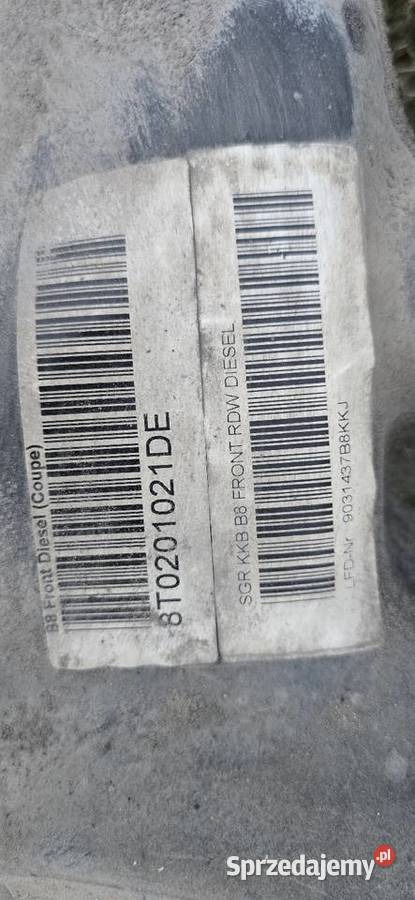 B8 Front Diesel (Coupe)
8T0201021DE
SGR KKB B8 FRONT RDW DIESEL
LFD-Nr. 9031437B8KKJ
Sprzedajemy.pl